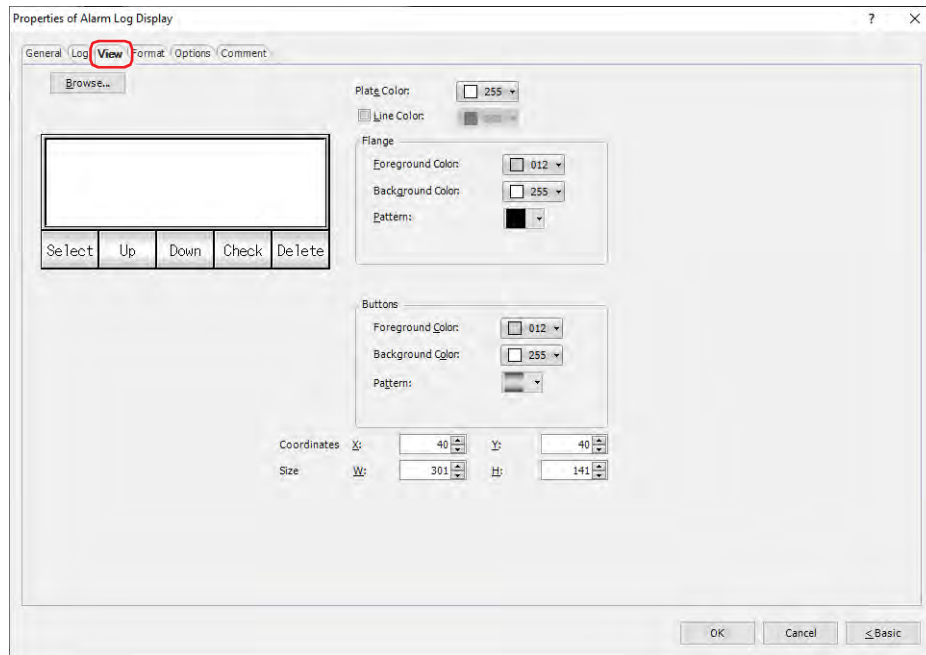 Properties of Alarm Log Display ? ×
General Log View Format Options Comment
Browse...
Plate Color: 255
Line Color:
Flange
Foreground Color: 012
Background Color: 255
Pattern:
Select Up Down Check Delete
Buttons
Foreground Color: 012
Background Color: 255
Pattern:
Coordinates X: 40 Y: 40
Size W: 301 H: 141
OK Cancel < Basic